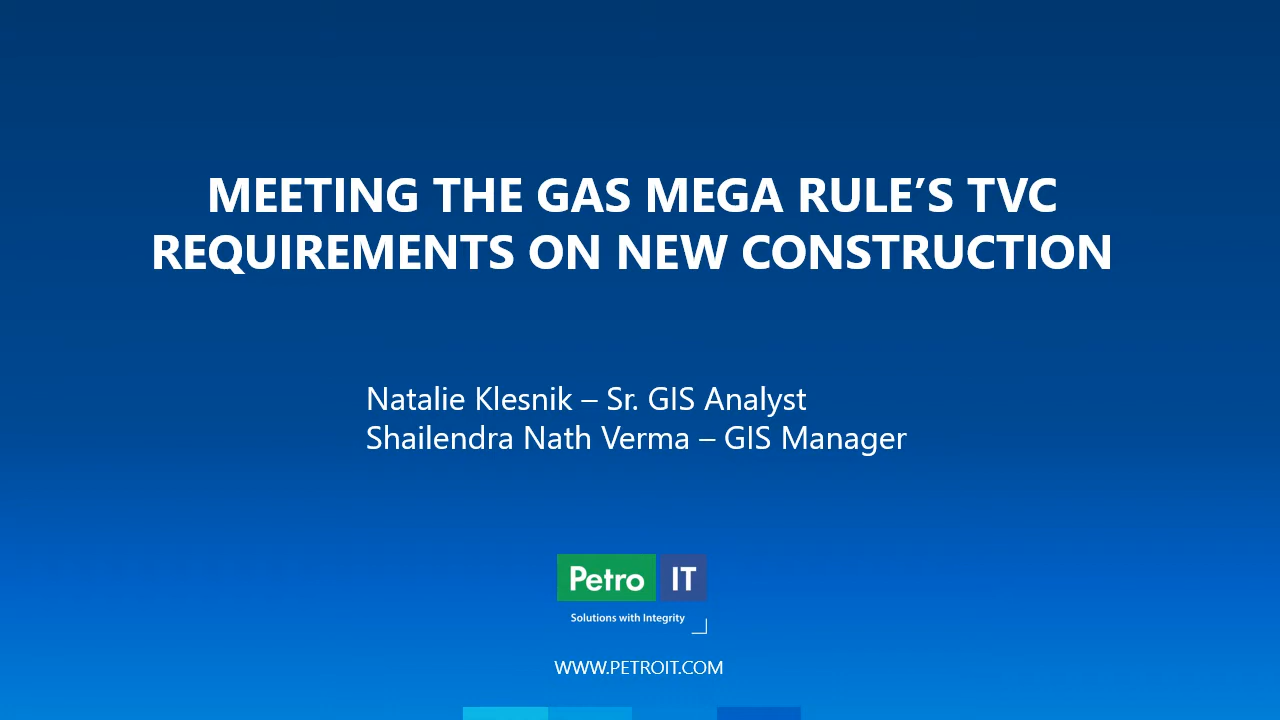 MEETING THE GAS MEGA RULE’S TVC
REQUIREMENTS ON NEW CONSTRUCTION
Natalie Klesnik – Sr. GIS Analyst
Shailendra Nath Verma – GIS Manager
Petro IT
Solutions with Integrity
WWW.PETROIT.COM